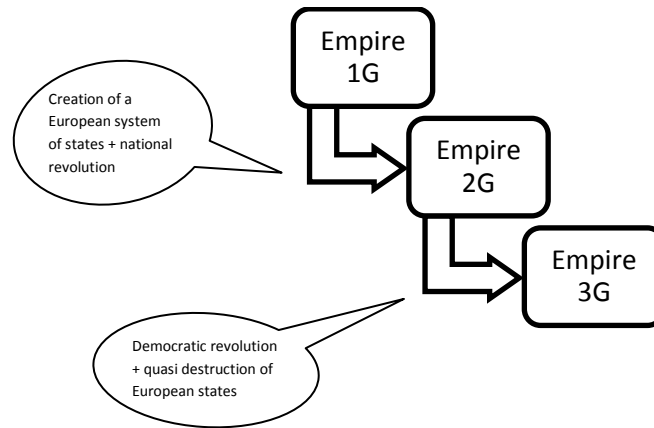 Empire
1G
Creation of a
European system
of states + national
revolution
Empire
2G
Empire
3G
Democratic revolution
+ quasi destruction of
European states